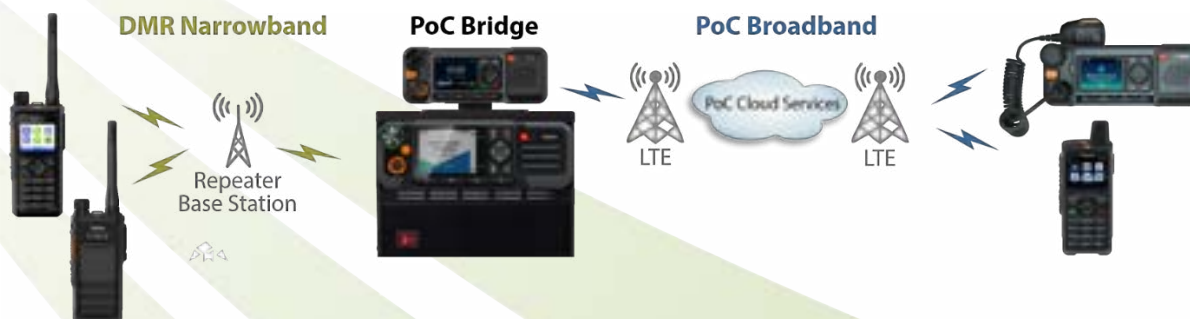 DMR Narrowband
PoC Bridge
PoC Broadband
PoC Cloud Services
LTE
LTE
Repeater
Base Station